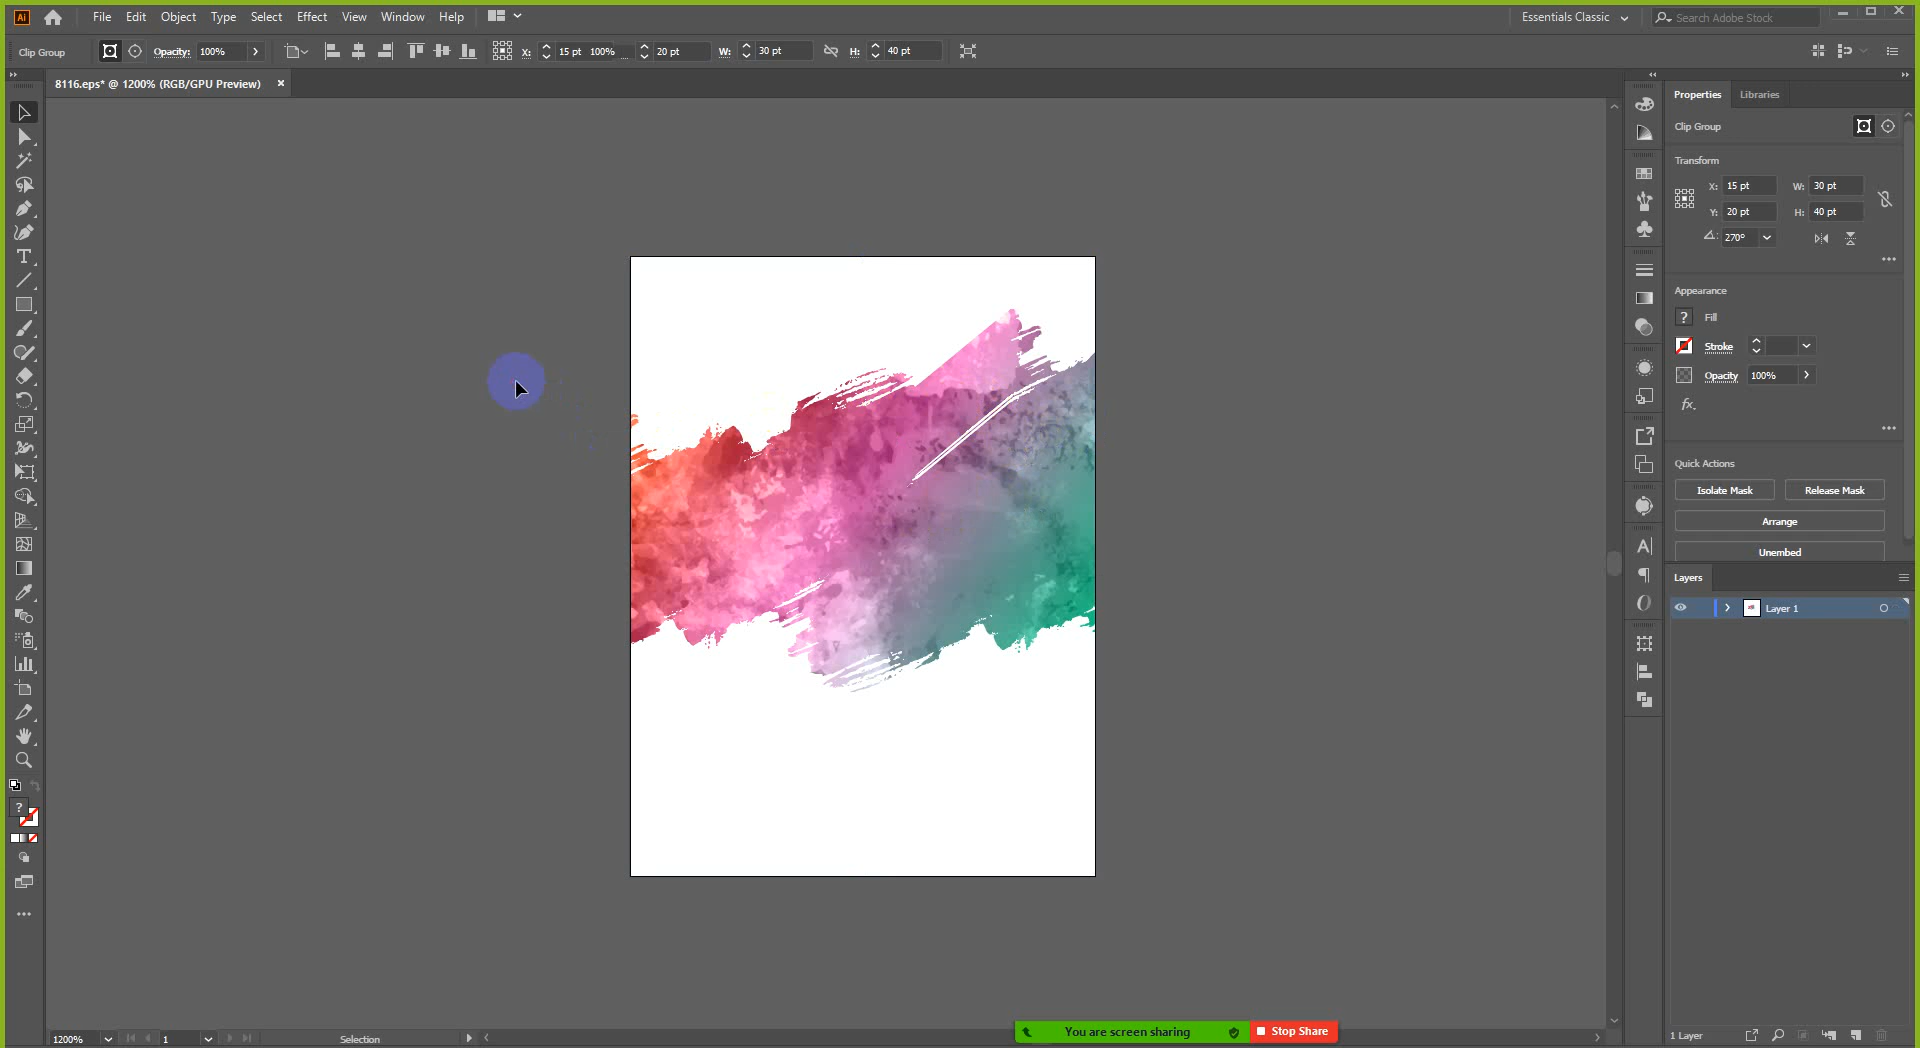 Ai File Edit Object Type Select Effect View Window Help Essentials Classic Search Adobe Stock
Clip Group Opacity: 100% X: 15 pt 100% 20 pt W: 30 pt H: 40 pt
8116.eps* @ 1200% (RGB/GPU Preview) ×
Properties Libraries
Clip Group
Transform
X: 15 pt W: 30 pt
Y: 20 pt H: 40 pt
270°
Appearance
? Fill
Stroke
Opacity 100%
fx.
Quick Actions
Isolate Mask Release Mask
Arrange
Unembed
Layers
Layer 1
?
1200% 1 Selection
You are screen sharing Stop Share
1 Layer